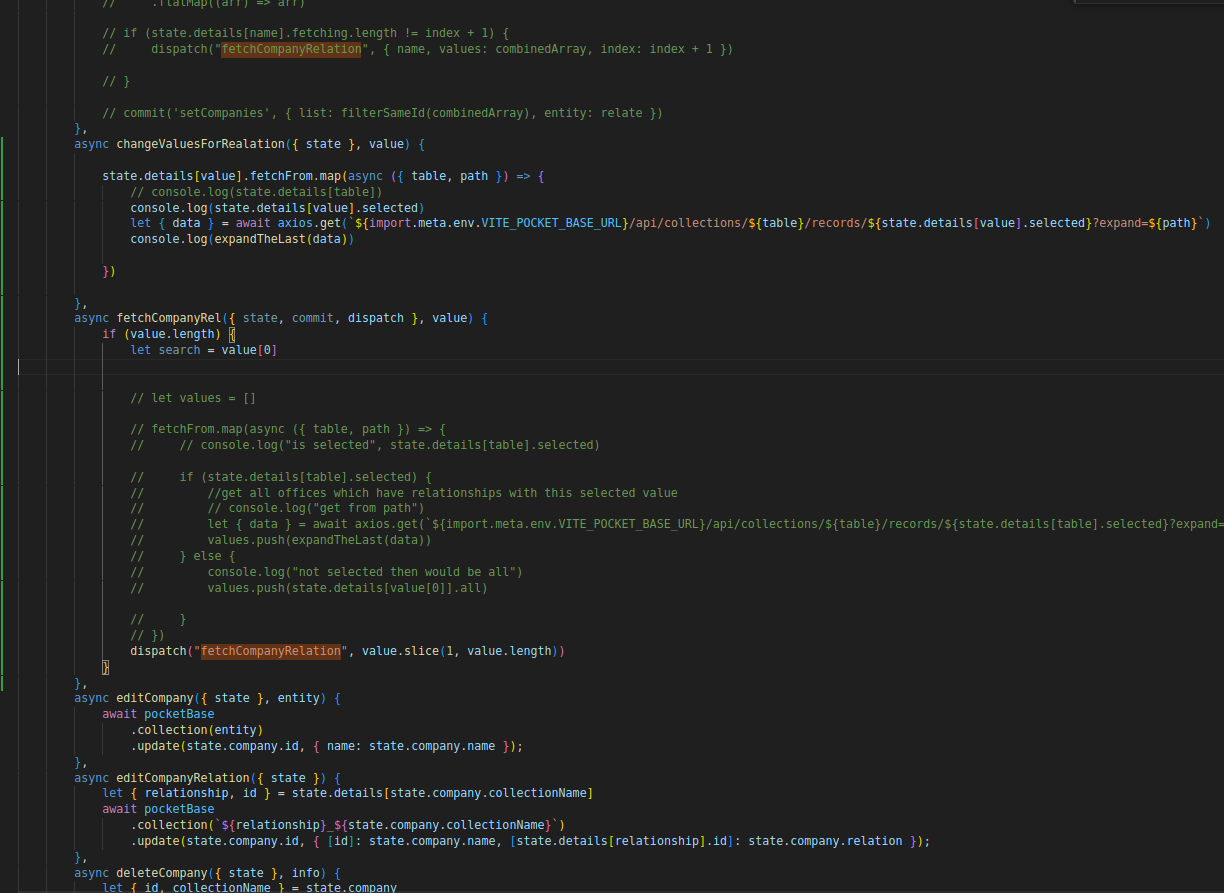 //     .flatMap((arr) => arr)
// if (state.details[name].fetching.length != index + 1) {
//     dispatch("fetchCompanyRelation", { name, values: combinedArray, index: index + 1 })
// }
// commit('setCompanies', { list: filterSameId(combinedArray), entity: relate })
},
async changeValuesForRealation({ state }, value) {
state.details[value].fetchFrom.map(async ({ table, path }) => {
// console.log(state.details[table])
console.log(state.details[value].selected)
let { data } = await axios.get(`${import.meta.env.VITE_POCKET_BASE_URL}/api/collections/${table}/records/${state.details[value].selected}?expand=${path}`)
console.log(expandTheLast(data))
})
},
async fetchCompanyRel({ state, commit, dispatch }, value) {
if (value.length) {
let search = value[0]
// let values = []
// fetchFrom.map(async ({ table, path }) => {
//     // console.log("is selected", state.details[table].selected)
//     if (state.details[table].selected) {
//         //get all offices which have relationships with this selected value
//         // console.log("get from path")
//         let { data } = await axios.get(`${import.meta.env.VITE_POCKET_BASE_URL}/api/collections/${table}/records/${state.details[table].selected}?expand=
//         values.push(expandTheLast(data))
//     } else {
//         console.log("not selected then would be all")
//         values.push(state.details[value[0]].all)
//     }
// })
dispatch("fetchCompanyRelation", value.slice(1, value.length))
}
},
async editCompany({ state }, entity) {
await pocketBase
.collection(entity)
.update(state.company.id, { name: state.company.name });
},
async editCompanyRelation({ state }) {
let { relationship, id } = state.details[state.company.collectionName]
await pocketBase
.collection(`${relationship}_${state.company.collectionName}`)
.update(state.company.id, { [id]: state.company.name, [state.details[relationship].id]: state.company.relation });
},
async deleteCompany({ state }, info) {
let { id, collectionName } = state.company